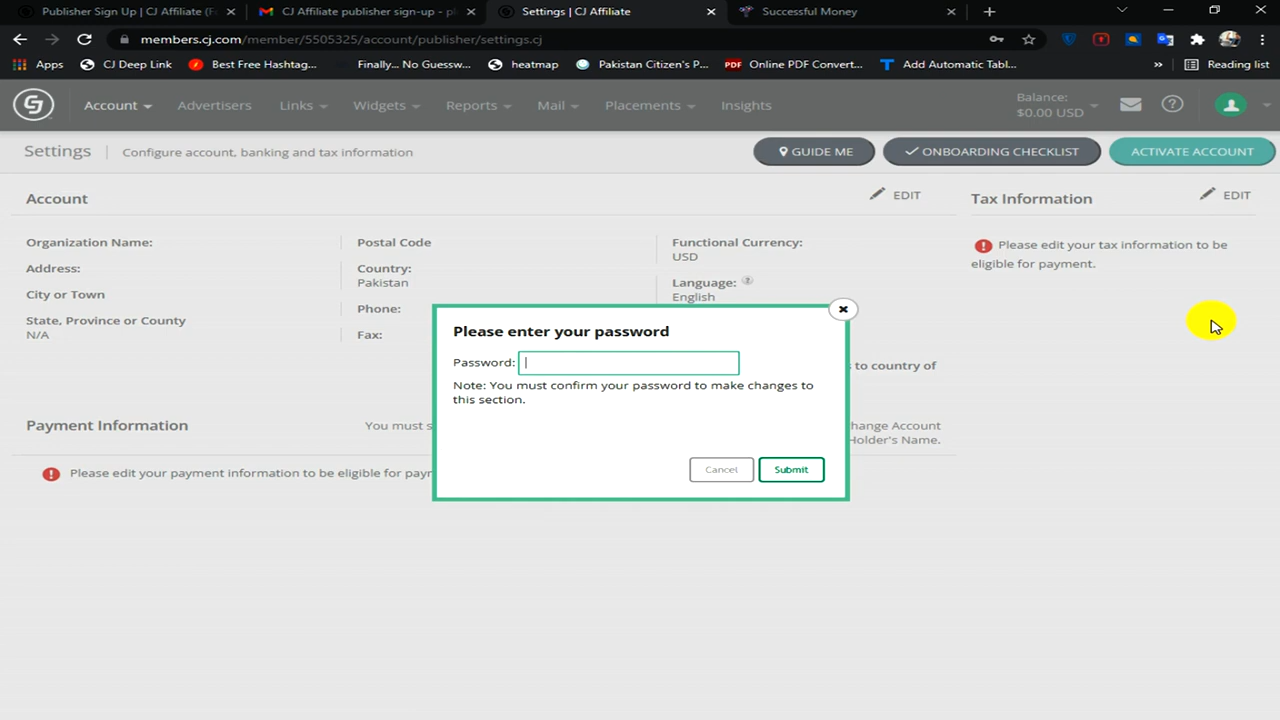 Publisher Sign Up | CJ Affiliate (F
CJ Affiliate publisher sign-up -
Settings | CJ Affiliate
Successful Money
members.cj.com/member/5505325/account/publisher/settings.cj
Apps
CJ Deep Link
Best Free Hashtag...
Finally... No Guessw...
heatmap
Pakistan Citizen's P...
PDF Online PDF Convert...
Add Automatic Tabl...
»
Reading list
Account
Advertisers
Links
Widgets
Reports
Mail
Placements
Insights
Balance:
$0.00 USD
Settings
Configure account, banking and tax information
GUIDE ME
ONBOARDING CHECKLIST
ACTIVATE ACCOUNT
Account
EDIT
Tax Information
EDIT
Organization Name:
Address:
City or Town
State, Province or County
N/A
Postal Code
Country:
Pakistan
Phone:
Fax:
Functional Currency:
USD
Language: ?
English
Please edit your tax information to be
eligible for payment.
to country of
Please enter your password
Password:
Note: You must confirm your password to make changes to
this section.
Cancel
Submit
Payment Information
You must s
hange Account
Holder's Name.
Please edit your payment information to be eligible for payr